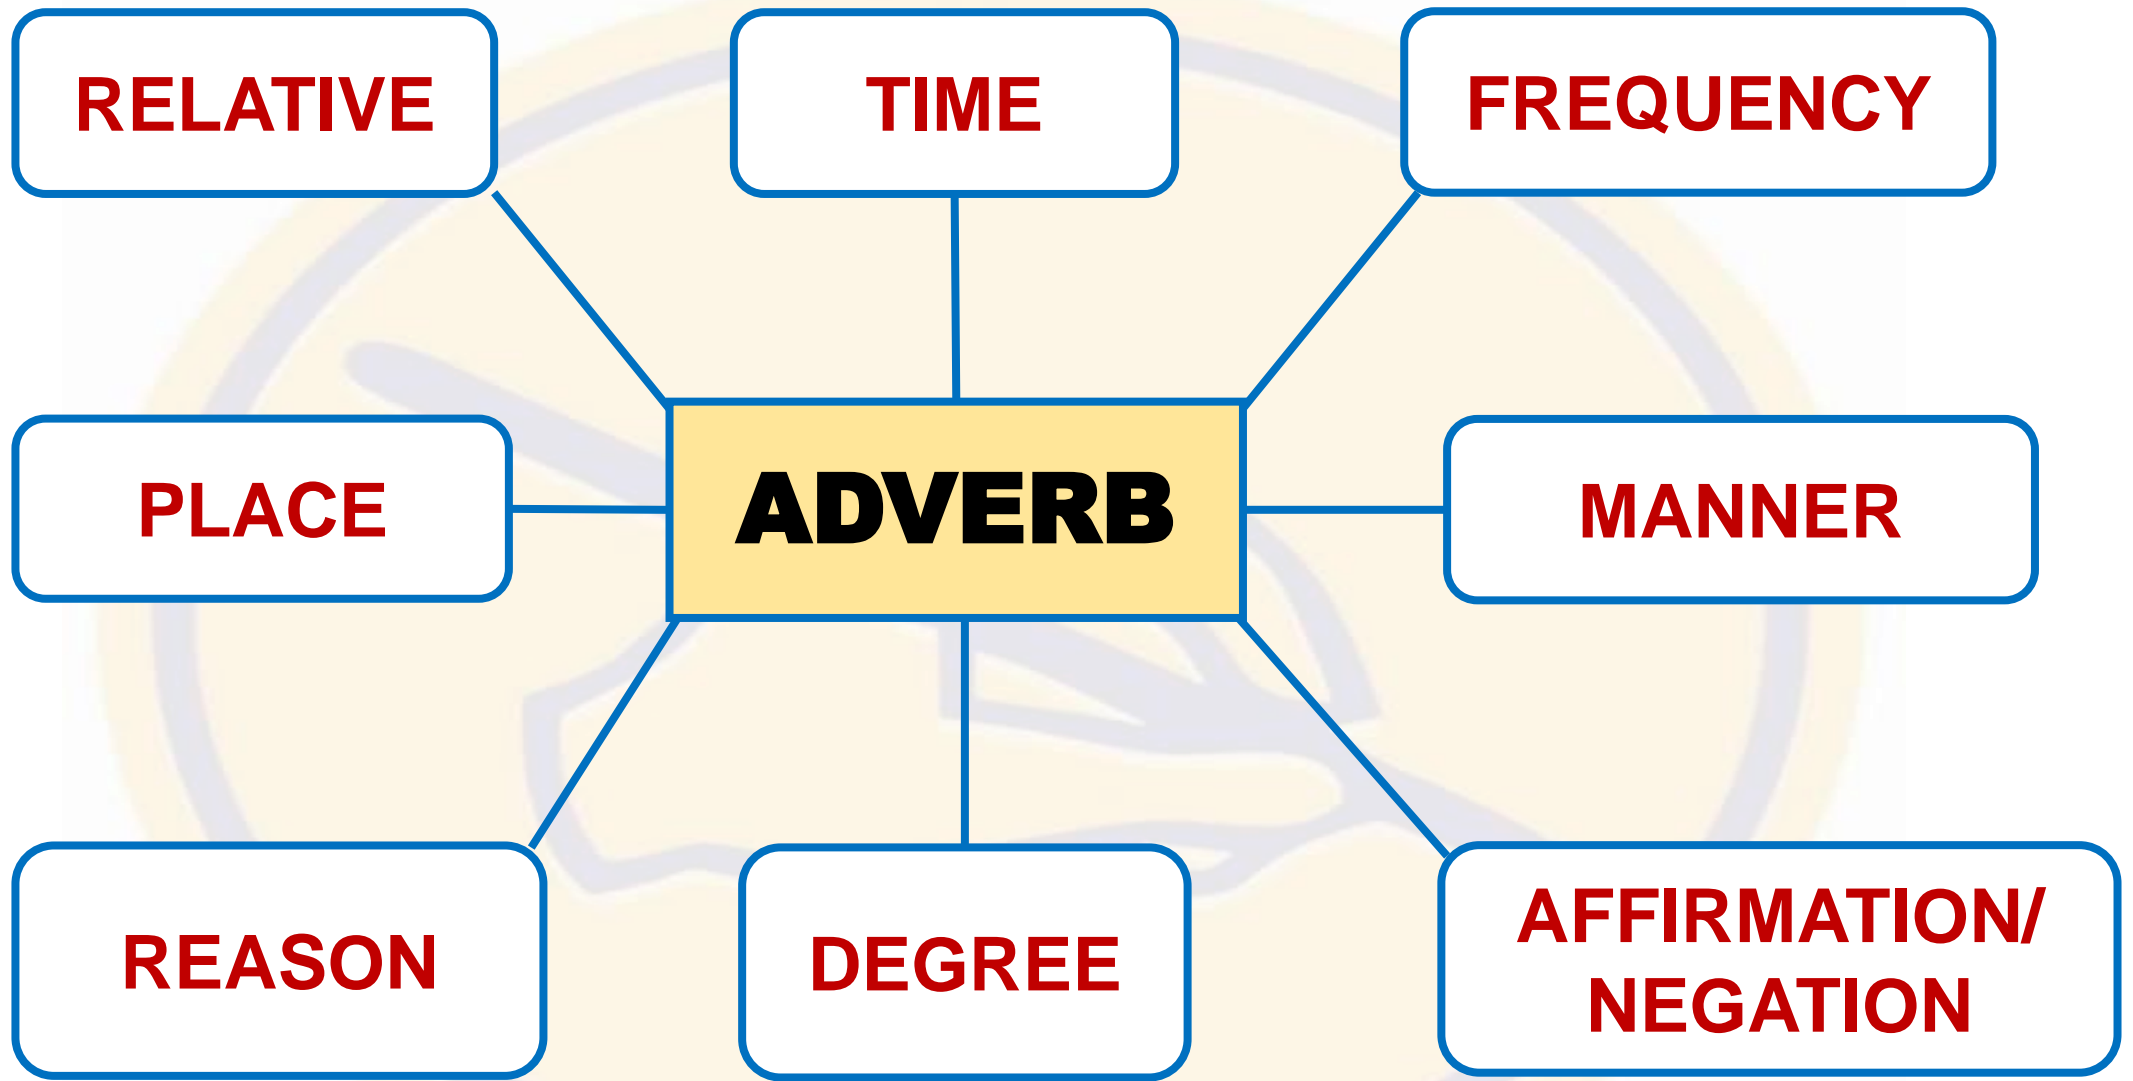 RELATIVE
TIME
FREQUENCY
PLACE
ADVERB
MANNER
REASON
DEGREE
AFFIRMATION/
NEGATION